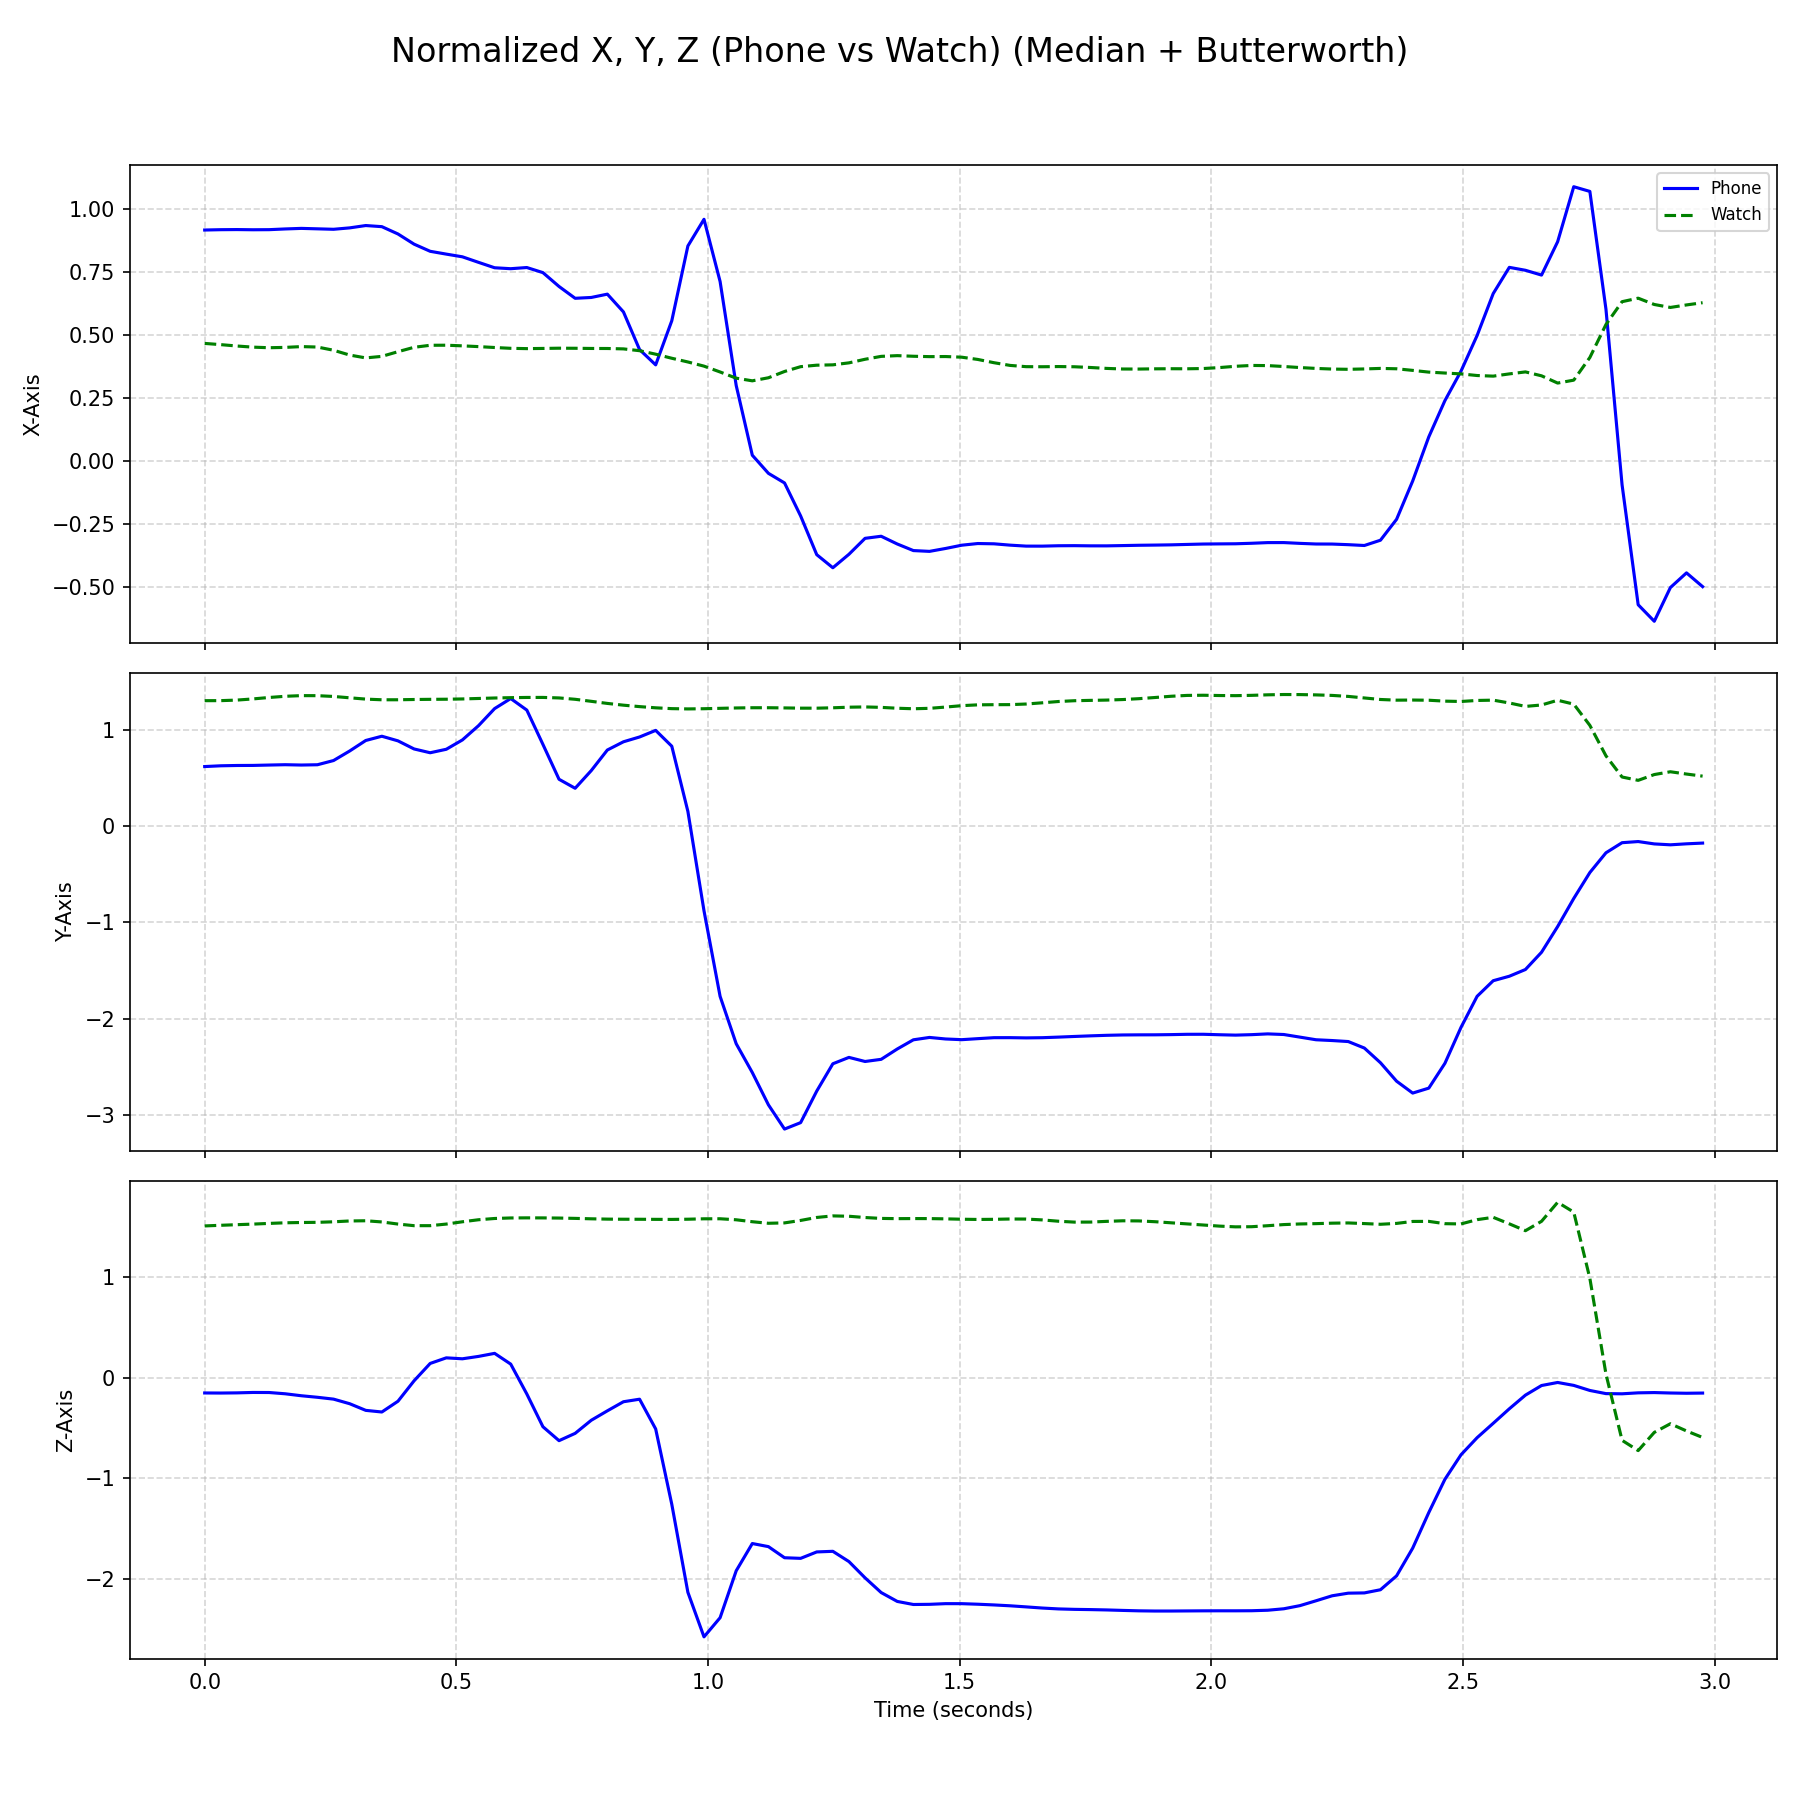 Normalized X, Y, Z (Phone vs Watch) (Median + Butterworth)
Phone
Watch
1.00
0.75
0.50
0.25
0.00
−0.25
−0.50
X-Axis
1
0
−1
−2
−3
Y-Axis
1
0
−1
−2
Z-Axis
0.0 0.5 1.0 1.5 2.0 2.5 3.0
Time (seconds)